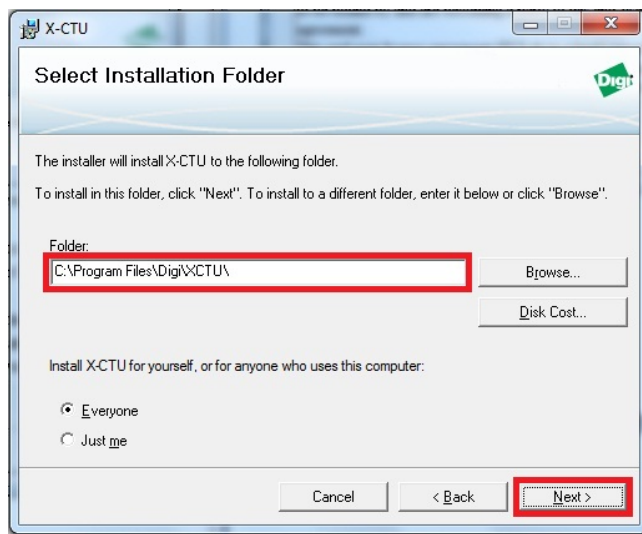 X-CTU
Select Installation Folder
Digi
The installer will install X-CTU to the following folder.
To install in this folder, click "Next". To install to a different folder, enter it below or click "Browse".
Folder:
C:\Program Files\Digi\XCTU\
Browse...
Disk Cost...
Install X-CTU for yourself, or for anyone who uses this computer:
Everyone
Just me
Cancel
< Back
Next >